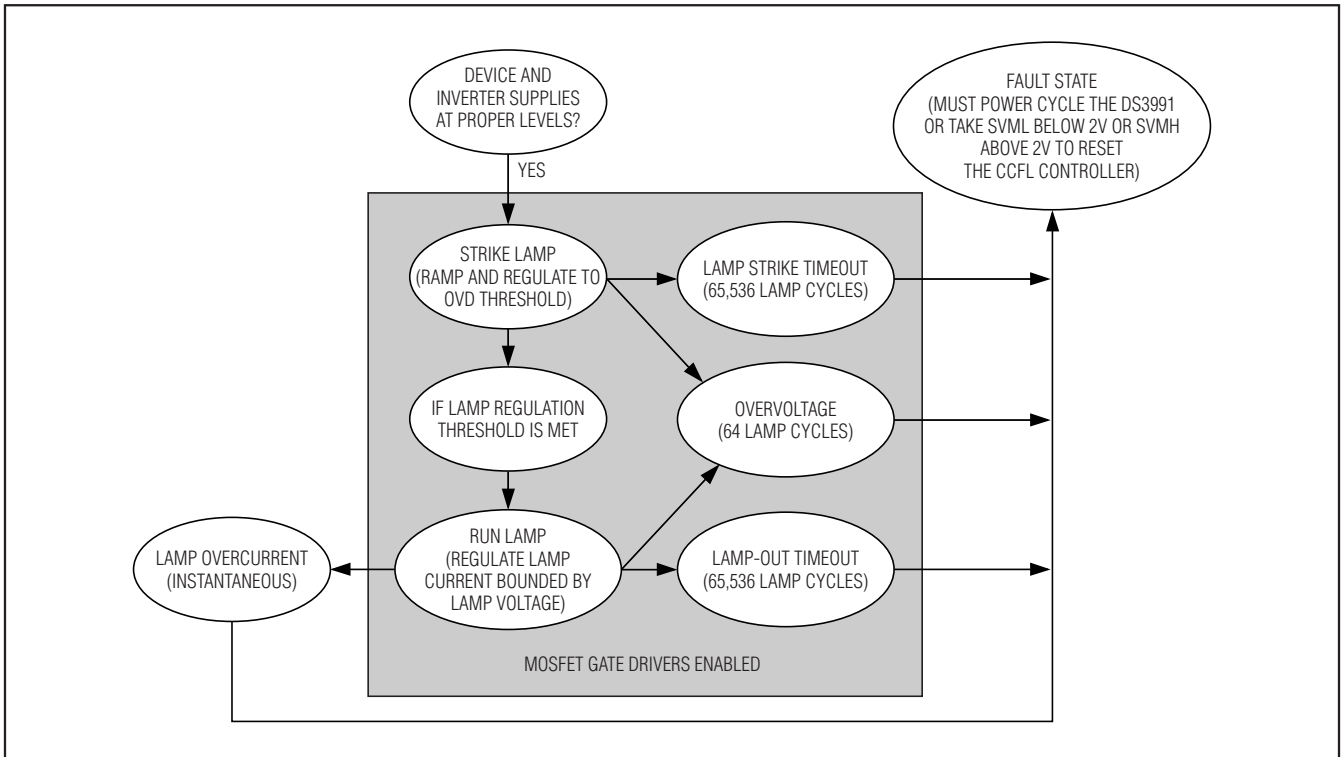 DEVICE AND
INVERTER SUPPLIES
AT PROPER LEVELS?
YES
FAULT STATE
(MUST POWER CYCLE THE DS3991
OR TAKE SVML BELOW 2V OR SVMH
ABOVE 2V TO RESET
THE CCFL CONTROLLER)
STRIKE LAMP
(RAMP AND REGULATE TO
OVD THRESHOLD)
LAMP STRIKE TIMEOUT
(65,536 LAMP CYCLES)
IF LAMP REGULATION
THRESHOLD IS MET
OVERVOLTAGE
(64 LAMP CYCLES)
LAMP OVERCURRENT
(INSTANTANEOUS)
RUN LAMP
(REGULATE LAMP
CURRENT BOUNDED BY
LAMP VOLTAGE)
LAMP-OUT TIMEOUT
(65,536 LAMP CYCLES)
MOSFET GATE DRIVERS ENABLED